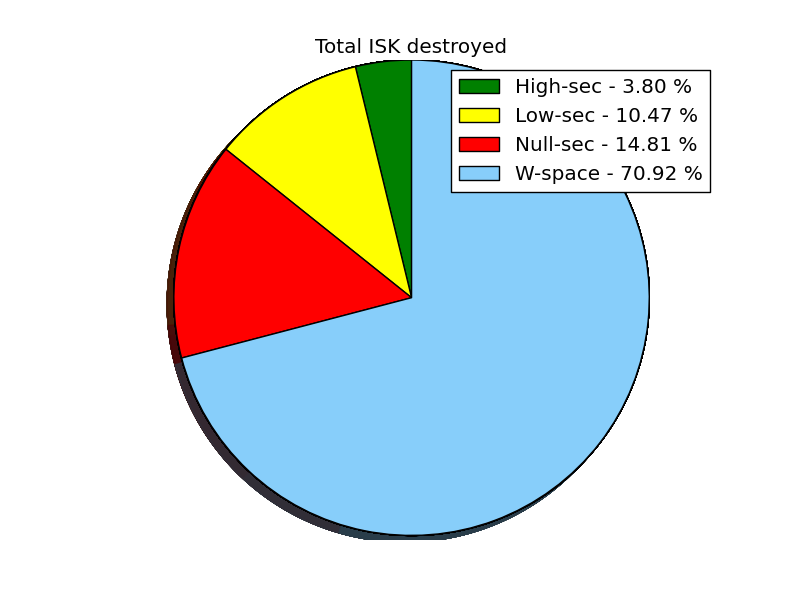 Total ISK destroyed
High-sec - 3.80 %
Low-sec - 10.47 %
Null-sec - 14.81 %
W-space - 70.92 %